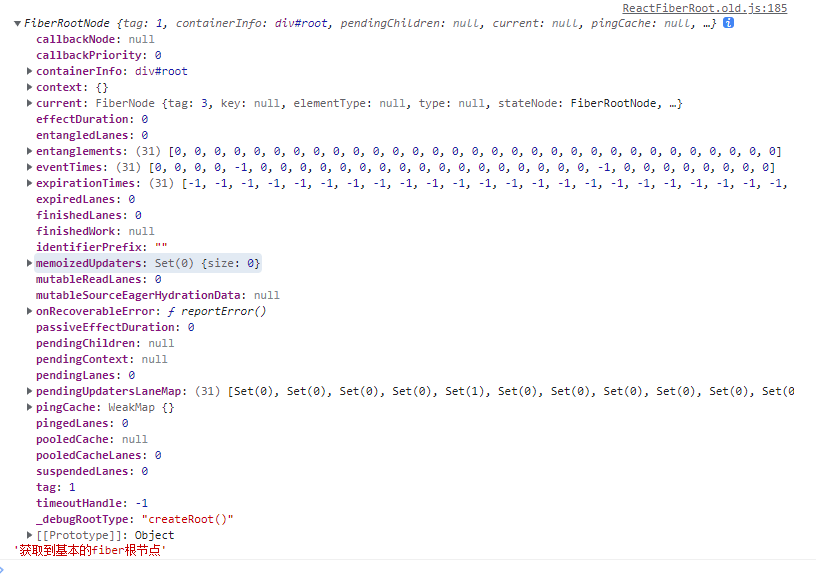 ReactFiberRoot.old.js:185
▼FiberRootNode {tag: 1, containerInfo: div#root, pendingChildren: null, current: null, pingCache: null, …} i
callbackNode: null
callbackPriority: 0
▶containerInfo: div#root
▶context: {}
▶current: FiberNode {tag: 3, key: null, elementType: null, type: null, stateNode: FiberRootNode, …}
effectDuration: 0
entangledLanes: 0
▶entanglements: (31) [0, 0, 0, 0, 0, 0, 0, 0, 0, 0, 0, 0, 0, 0, 0, 0, 0, 0, 0, 0, 0, 0, 0, 0, 0, 0, 0, 0, 0, 0, 0]
▶eventTimes: (31) [0, 0, 0, 0, -1, 0, 0, 0, 0, 0, 0, 0, 0, 0, 0, 0, 0, 0, 0, 0, 0, 0, -1, 0, 0, 0, 0, 0, 0, 0, 0]
▶expirationTimes: (31) [-1, -1, -1, -1, -1, -1, -1, -1, -1, -1, -1, -1, -1, -1, -1, -1, -1, -1, -1, -1, -1, -1, -1,
expiredLanes: 0
finishedLanes: 0
finishedWork: null
identifierPrefix: ""
▶memoizedUpdaters: Set(0) {size: 0}
mutableReadLanes: 0
mutableSourceEagerHydrationData: null
▶onRecoverableError: ƒ reportError()
passiveEffectDuration: 0
pendingChildren: null
pendingContext: null
pendingLanes: 0
▶pendingUpdatersLaneMap: (31) [Set(0), Set(0), Set(0), Set(0), Set(1), Set(0), Set(0), Set(0), Set(0), Set(0), Set(0
▶pingCache: WeakMap {}
pingedLanes: 0
pooledCache: null
pooledCacheLanes: 0
suspendedLanes: 0
tag: 1
timeoutHandle: -1
_debugRootType: "createRoot()"
▶[[Prototype]]: Object
'获取到基本的fiber根节点'